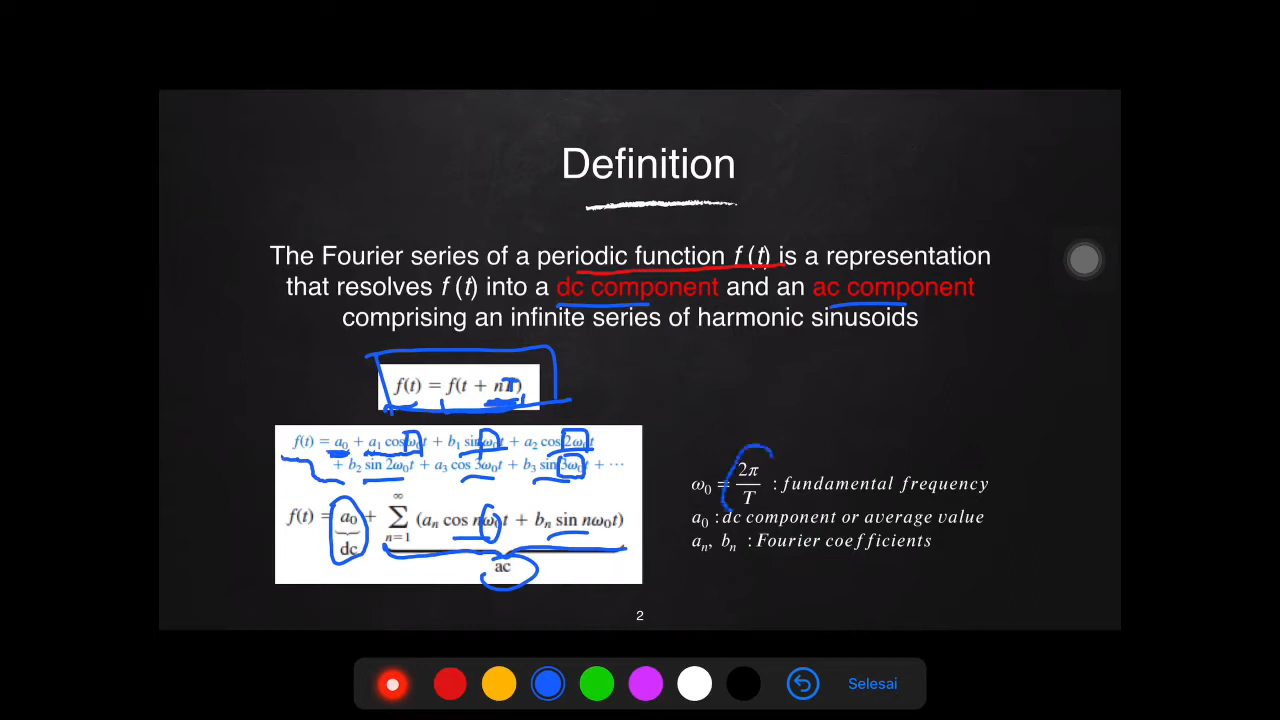 Definition
The Fourier series of a periodic function f (t) is a representation
that resolves f (t) into a dc component and an ac component
comprising an infinite series of harmonic sinusoids
f(t) = f(t + nT)
f(t) = a₀ + a₁ cos ω₀t + b₁ sin ω₀t + a₂ cos 2ω₀t
+ b₂ sin 2ω₀t + a₃ cos 3ω₀t + b₃ sin 3ω₀t + ⋯
f(t) = a₀ + ∑ₙ₌₁^∞ (aₙ cos nω₀t + bₙ sin nω₀t)
dc
ac
ω₀ = 2π/T : fundamental frequency
a₀ : dc component or average value
aₙ, bₙ : Fourier coefficients
2
Selesai